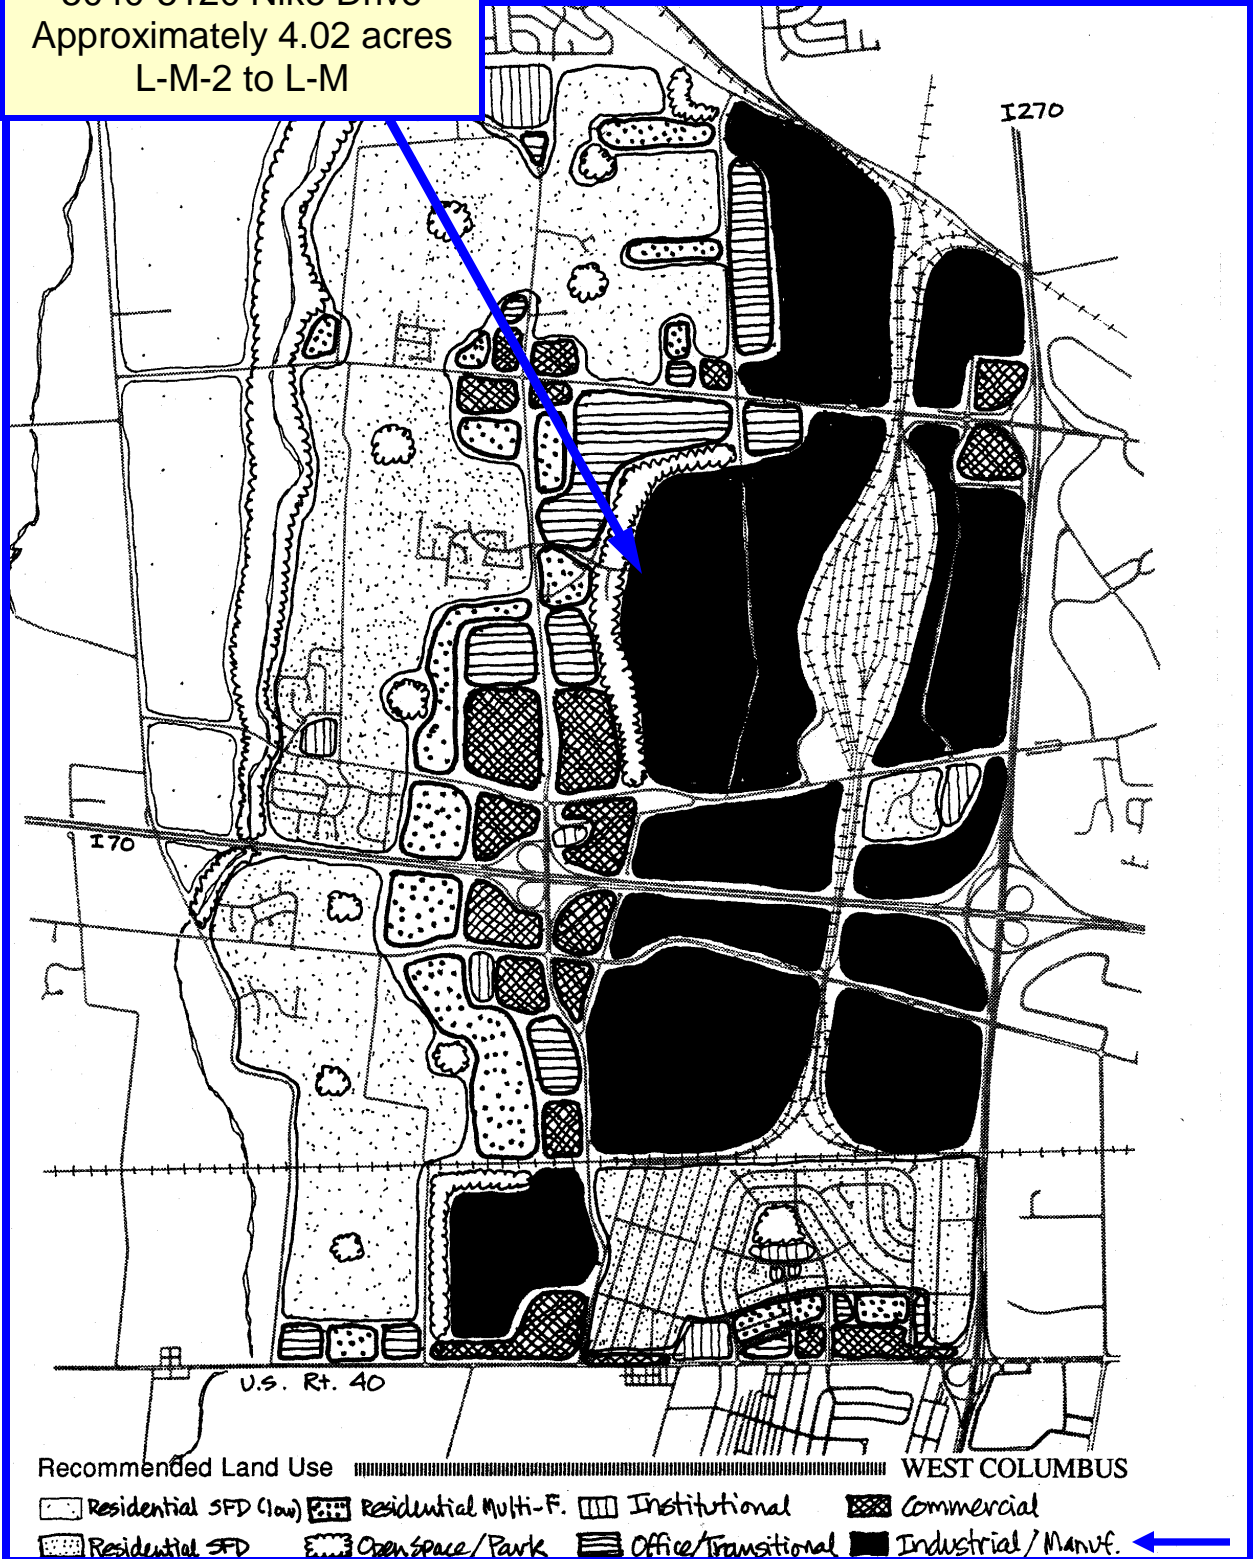 Approximately 4.02 acres
L-M-2 to L-M
I270
I70
U.S. Rt. 40
Recommended Land Use WEST COLUMBUS
Residential SFD (low) Residential Multi-F. Institutional Commercial
Residential SFD Open Space/Park Office/Transitional Industrial/Manuf.